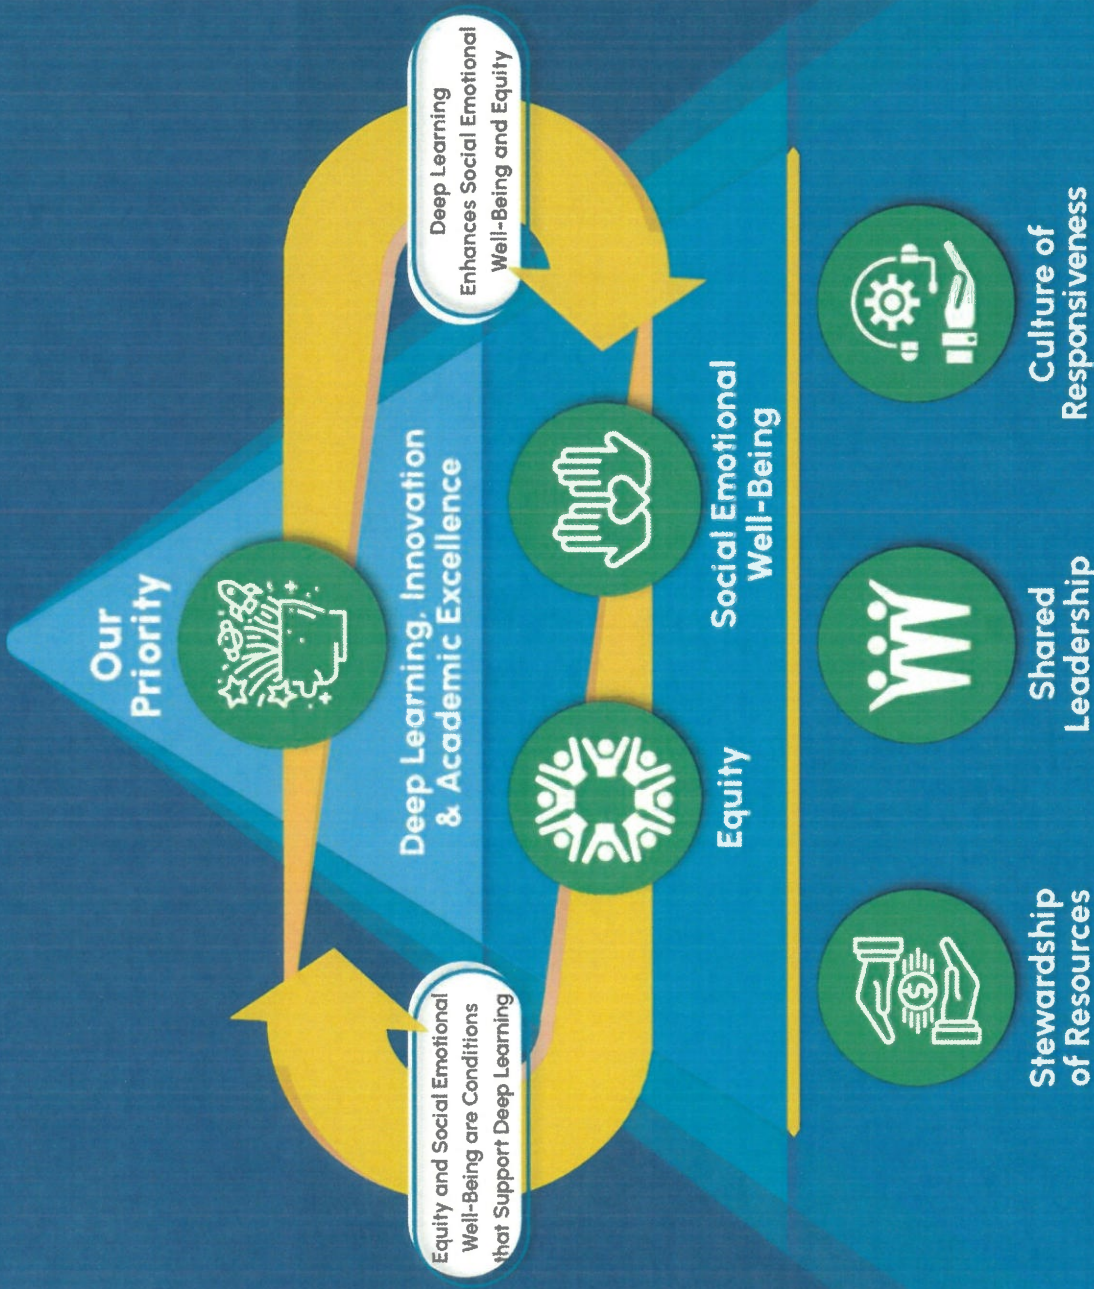 Our
Priority
Deep Learning, Innovation
& Academic Excellence
Equity and Social Emotional
Well-Being are Conditions
that Support Deep Learning
Deep Learning
Enhances Social Emotional
Well-Being and Equity
Equity
Social Emotional
Well-Being
Stewardship
of Resources
Shared
Leadership
Culture of
Responsiveness